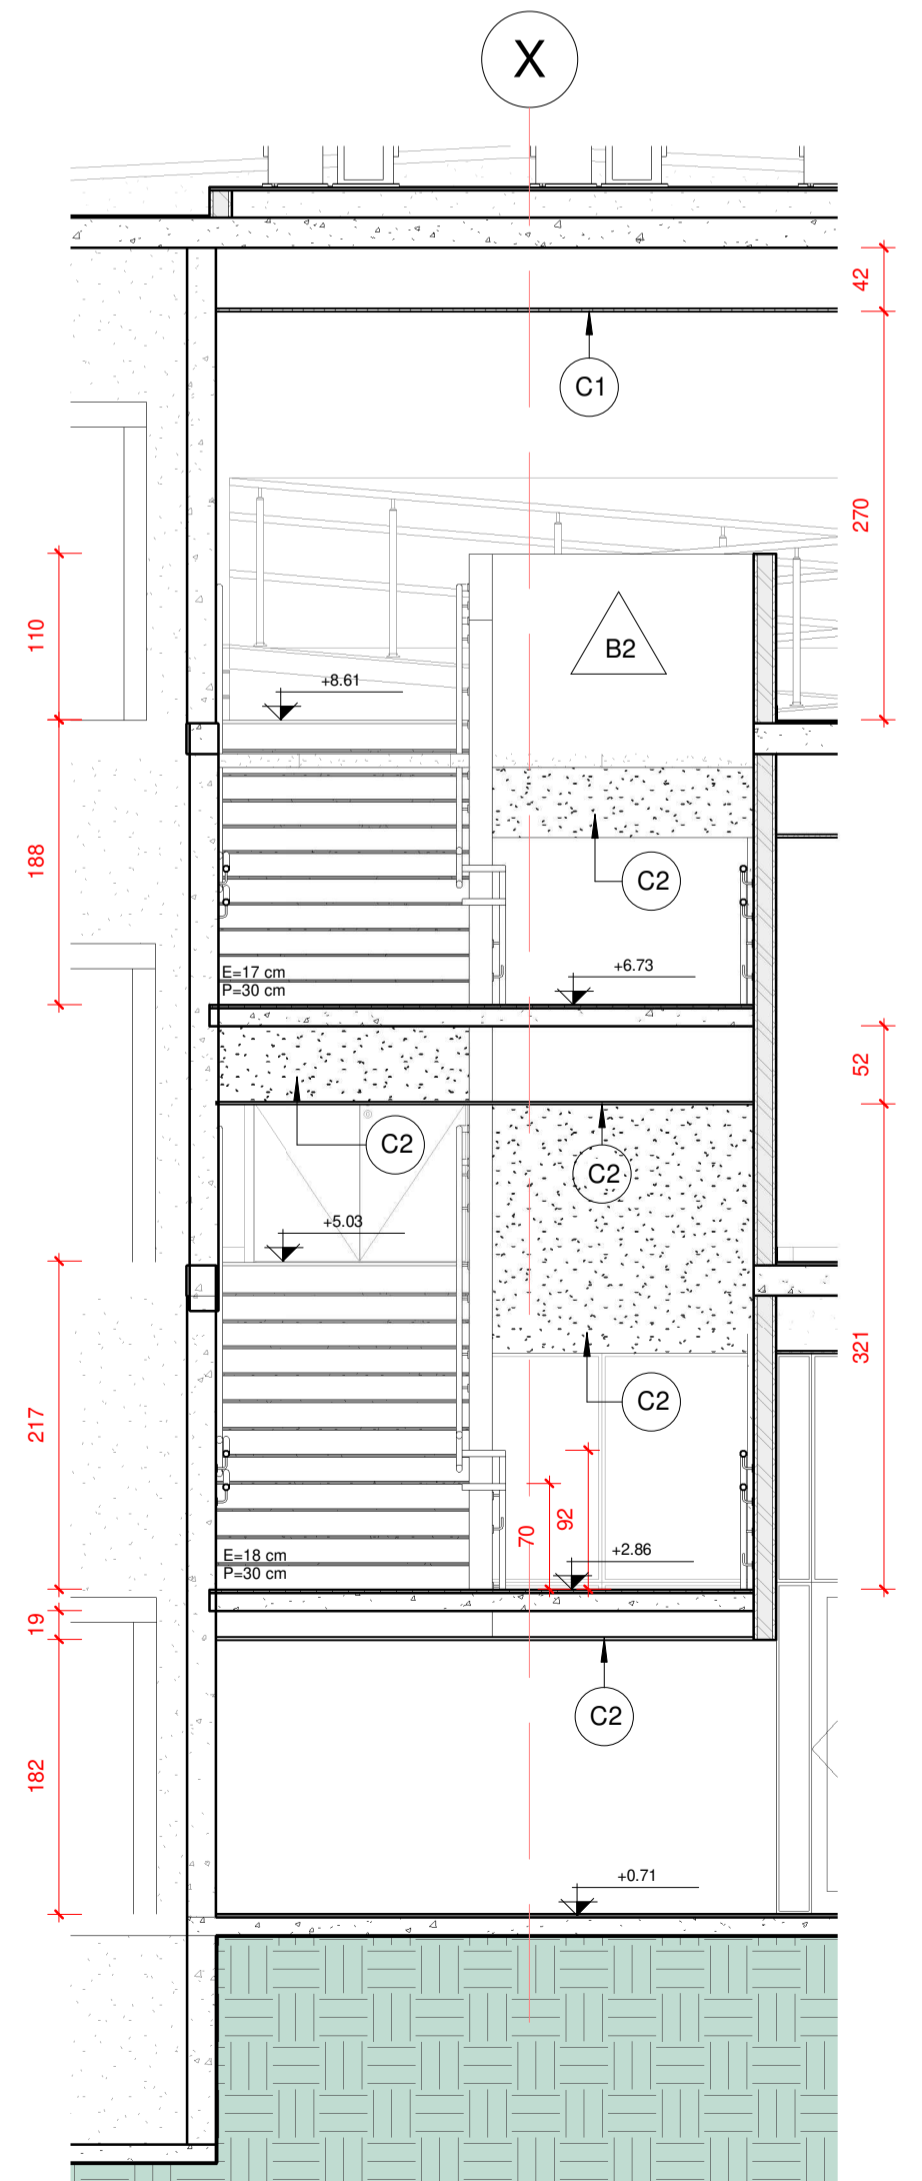 X
42
C1
270
110
B2
+8.61
188
C2
E=17 cm
P=30 cm
+6.73
52
C2
C2
+5.03
321
217
C2
92
70
E=18 cm
P=30 cm
+2.86
19
C2
182
+0.71